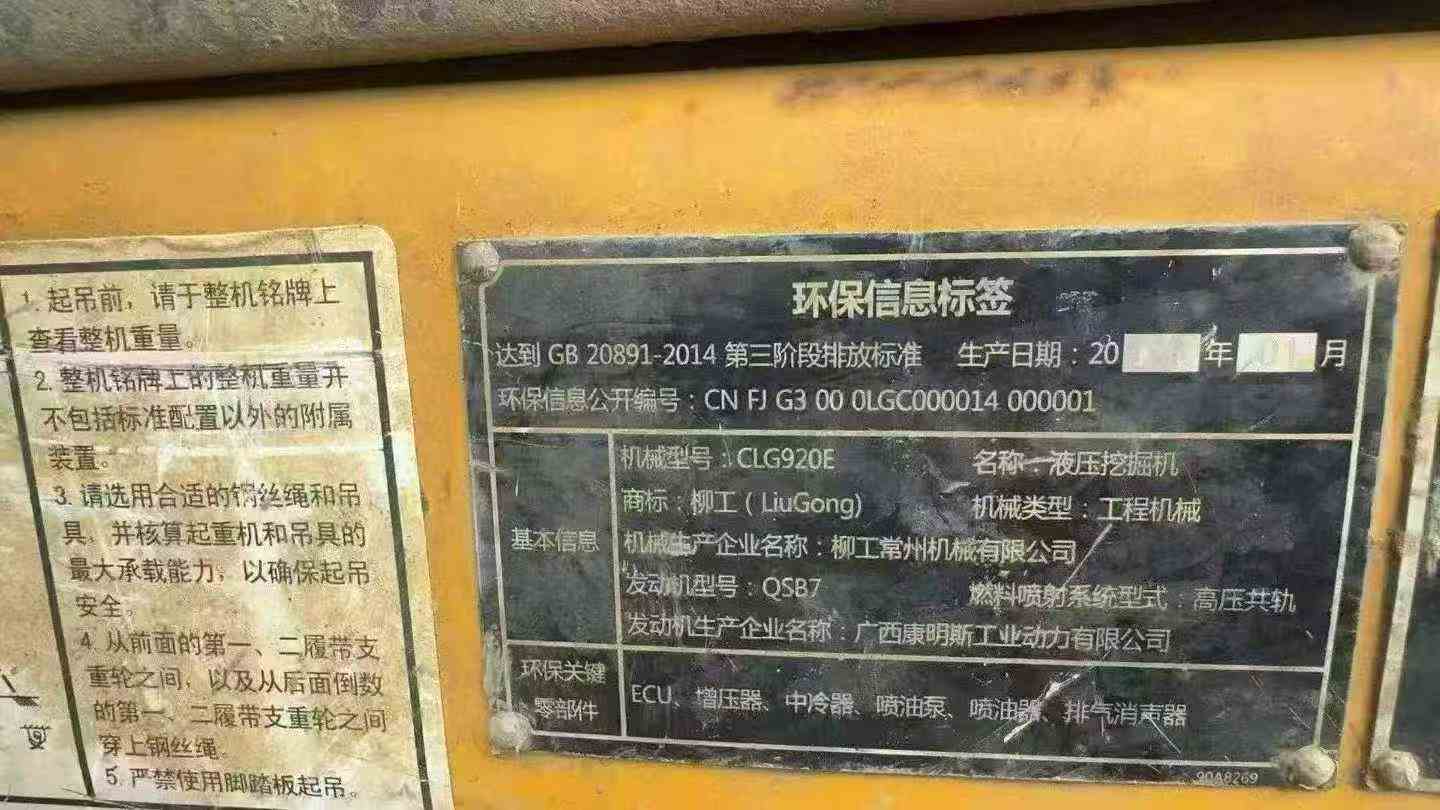 1. 起吊前，请于整机铭牌上
查看整机重量。
2. 整机铭牌上的整机重量并
不包括标准配置以外的附属
装置。
3. 请选用合适的钢丝绳和吊
具，并核算起重机和吊具的
最大承载能力，以确保起吊
安全。
4. 从前面的第一、二履带支
重轮之间，以及从后面倒数
的第一、二履带支重轮之间
穿上钢丝绳。
5. 严禁使用脚踏板起吊。
环保信息标签
达到 GB 20891-2014 第三阶段排放标准 生产日期：20 年 月
环保信息公开编号：CN FJ G3 00 0LGC000014 000001
基本信息
机械型号：CLG920E 名称：液压挖掘机
商标：柳工（LiuGong） 机械类型：工程机械
机械生产企业名称：柳工常州机械有限公司
发动机型号：QSB7 燃料喷射系统型式：高压共轨
发动机生产企业名称：广西康明斯工业动力有限公司
环保关键
零部件
ECU、增压器、中冷器、喷油泵、喷油器、排气消声器
90A8269